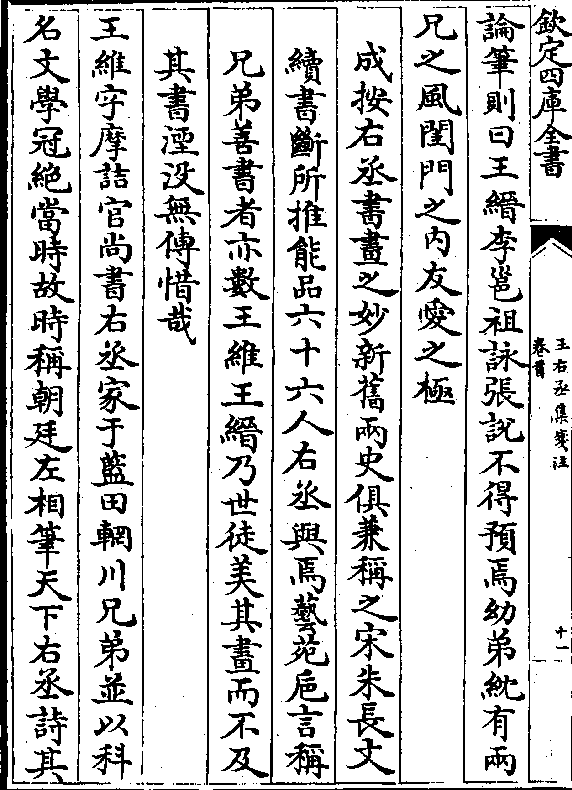 欽定四庫全書
王右丞集箋注
卷首
十一
論筆則曰王縉李邕祖詠張說不得預焉幼弟紞有兩
兄之風閨門之內友愛之極
成按右丞書畫之妙新舊兩史俱兼稱之宋朱長文
續書斷所推能品六十六人右丞與焉藝苑巵言稱
兄弟善書者亦數王維王縉乃世徒美其畫而不及
其書湮没無傳惜哉
王維字摩詰官尚書右丞家于藍田輞川兄弟並以科
名文學冠絶當時故時稱朝廷左相筆天下右丞詩其